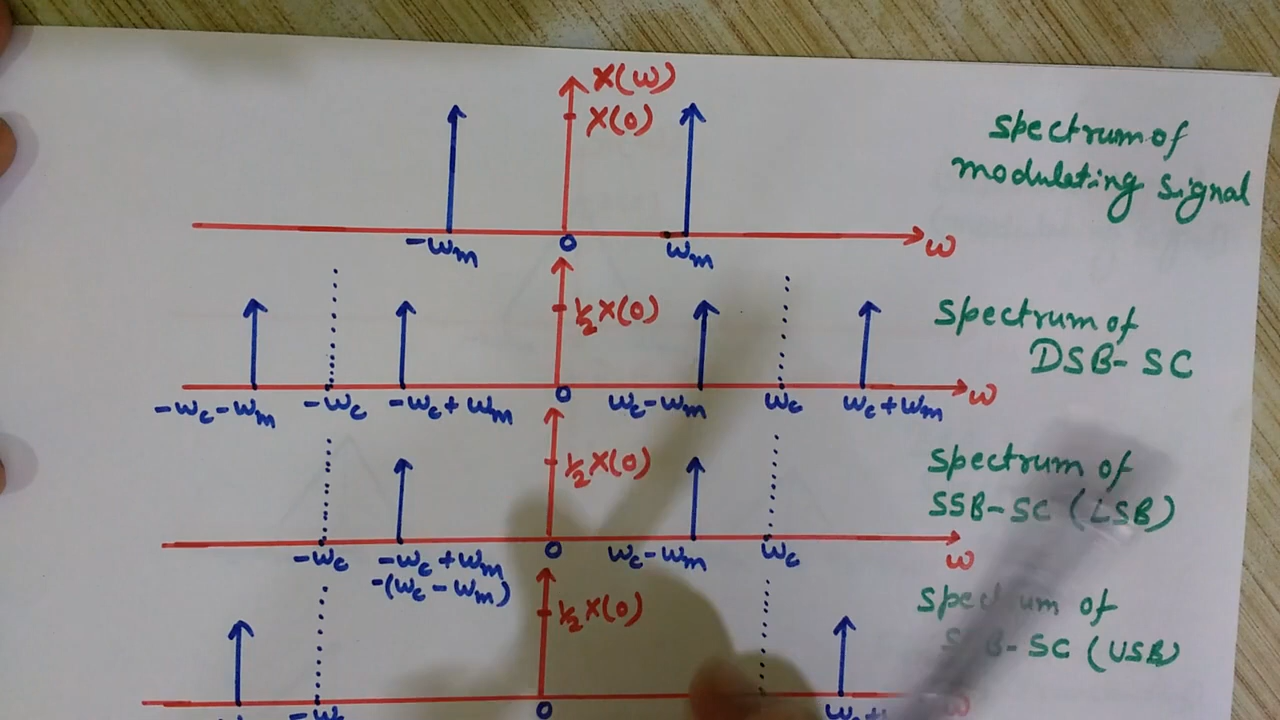 X(ω)
X(0)
Spectrum of
modulating signal
-ωm
0
ωm
ω
½X(0)
Spectrum of
DSB-SC
-ωc-ωm
-ωc
-ωc+ωm
0
ωc-ωm
ωc
ωc+ωm
ω
½X(0)
Spectrum of
SSB-SC (LSB)
-ωc
-ωc+ωm
-(ωc-ωm)
0
ωc-ωm
ωc
ω
½X(0)
of
-SC (USB)
0
ω